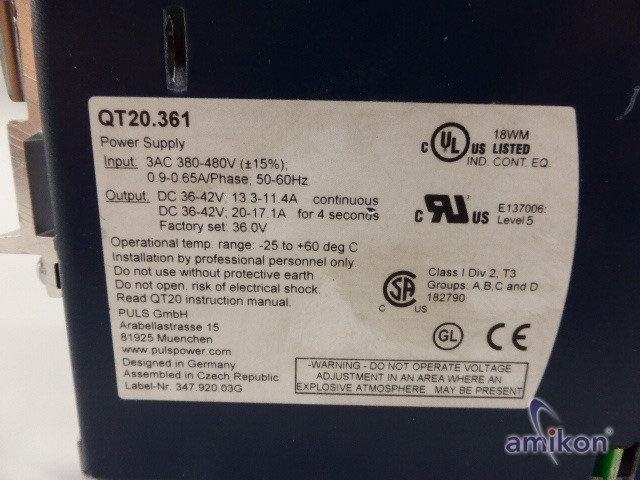 QT20.361
Power Supply
Input: 3AC 380-480V (±15%);
0.9-0.65A/Phase; 50-60Hz
Output: DC 36-42V; 13.3-11.4A continuous
DC 36-42V; 20-17.1A for 4 seconds
Factory set: 36.0V
Operational temp. range: -25 to +60 deg C
Installation by professional personnel only.
Do not use without protective earth.
Do not open, risk of electrical shock.
Read QT20 instruction manual.
PULS GmbH
Arabellastrasse 15
81925 Muenchen
www.pulspower.com
Designed in Germany
Assembled in Czech Republic
Label-Nr. 347.920.03G
C UL US LISTED
18WM
IND. CONT. EQ.
C RU US
E137006:
Level 5
SA
C US
Class I Div 2, T3
Groups: A,B,C and D
182790
GL CE
-WARNING - DO NOT OPERATE VOLTAGE
ADJUSTMENT IN AN AREA WHERE AN
EXPLOSIVE ATMOSPHERE MAY BE PRESENT
amikon®